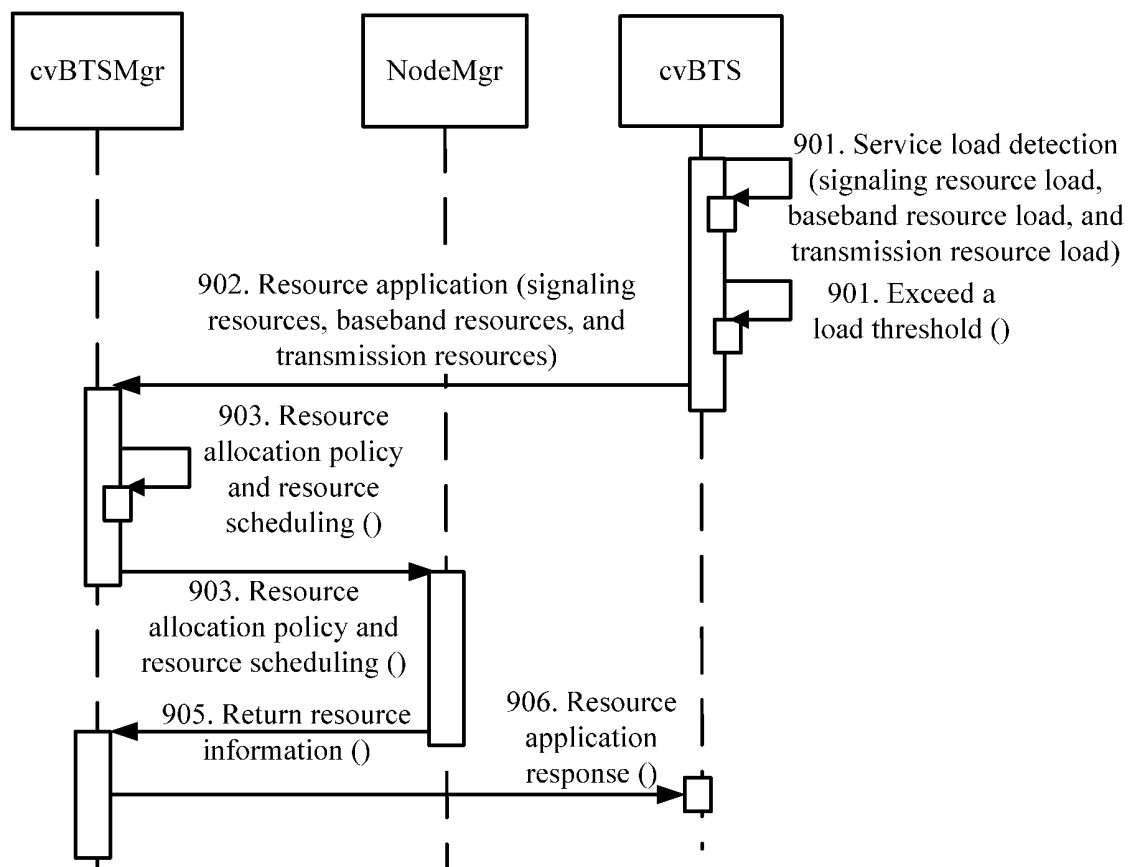 cvBTSMgr
NodeMgr
cvBTS
901. Service load detection
(signaling resource load,
baseband resource load, and
transmission resource load)
902. Resource application (signaling
resources, baseband resources, and
transmission resources)
901. Exceed a
load threshold ()
903. Resource
allocation policy
and resource
scheduling ()
903. Resource
allocation policy and
resource scheduling ()
905. Return resource
information ()
906. Resource
application
response ()